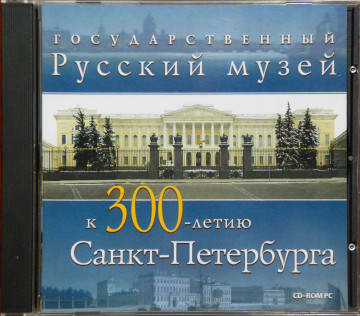 ГОСУДАРСТВЕННЫЙ
Русский музей
к 300-летию
Санкт-Петербурга
CD-ROM PC